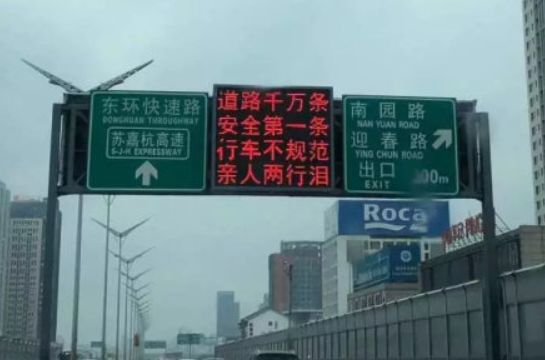 东环快速路
DONGHUAN THROUGHWAY
苏嘉杭高速
S-J-H EXPRESSWAY
道路千万条
安全第一条
行车不规范
亲人两行泪
南园路
NAN YUAN ROAD
迎春路
YING CHUN ROAD
出口
EXIT
00m
Roca